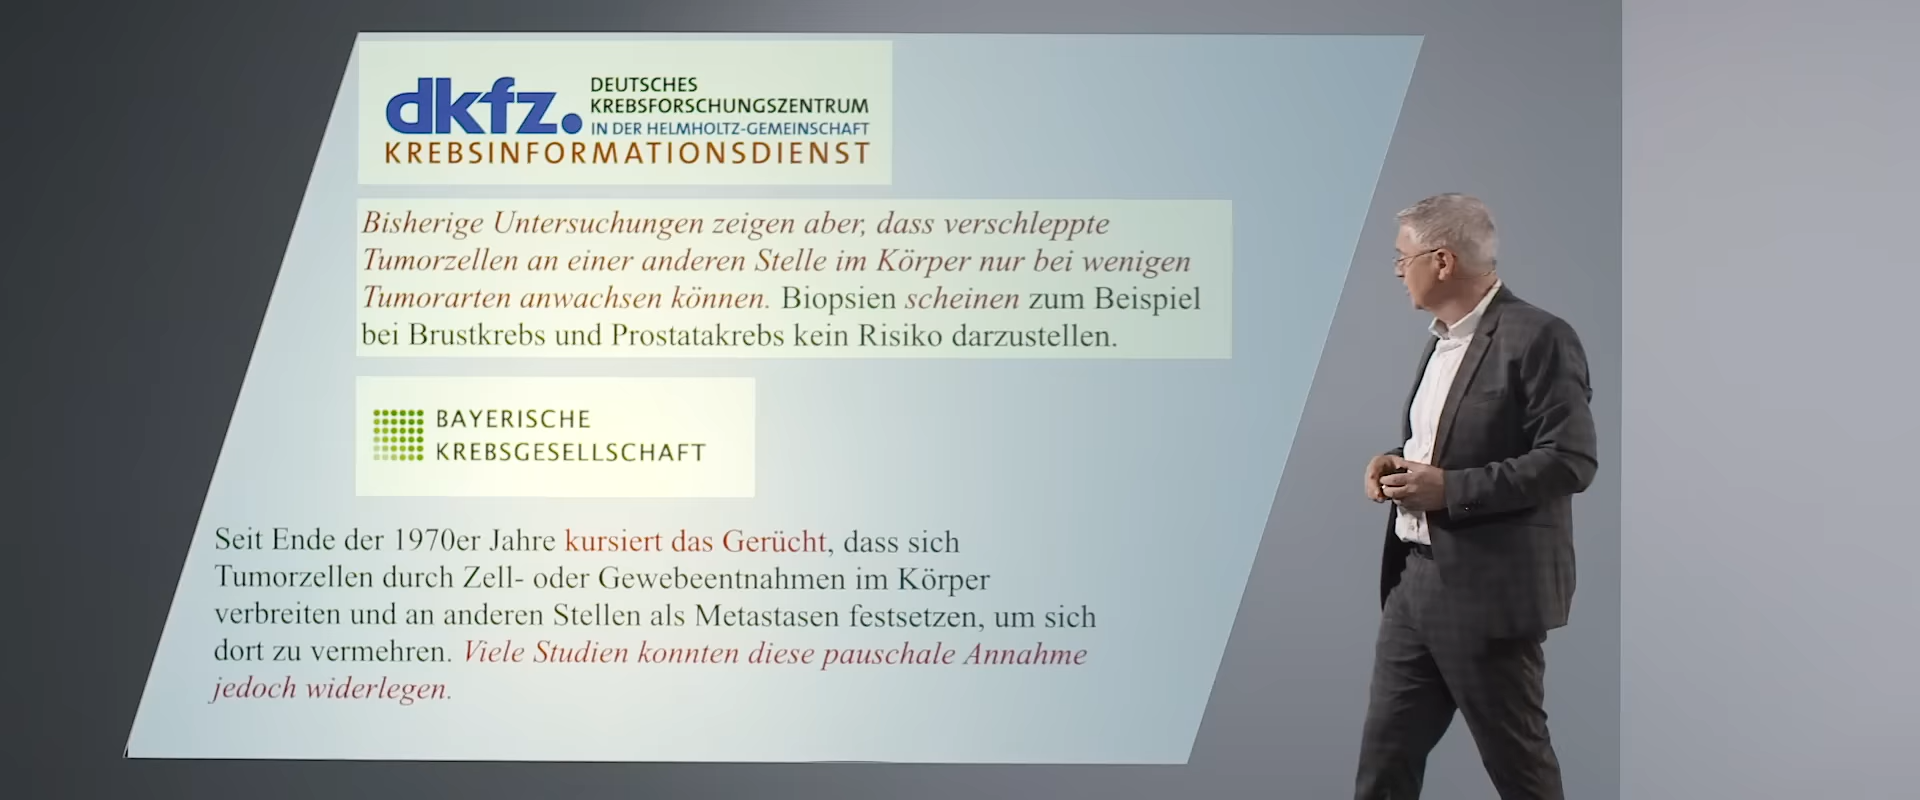 dkfz.
DEUTSCHES
KREBSFORSCHUNGSZENTRUM
IN DER HELMHOLTZ-GEMEINSCHAFT
KREBSINFORMATIONSDIENST
Bisherige Untersuchungen zeigen aber, dass verschleppte
Tumorzellen an einer anderen Stelle im Körper nur bei wenigen
Tumorarten anwachsen können. Biopsien scheinen zum Beispiel
bei Brustkrebs und Prostatakrebs kein Risiko darzustellen.
BAYERISCHE
KREBSGESELLSCHAFT
Seit Ende der 1970er Jahre kursiert das Gerücht, dass sich
Tumorzellen durch Zell- oder Gewebeentnahmen im Körper
verbreiten und an anderen Stellen als Metastasen festsetzen, um sich
dort zu vermehren. Viele Studien konnten diese pauschale Annahme
jedoch widerlegen.